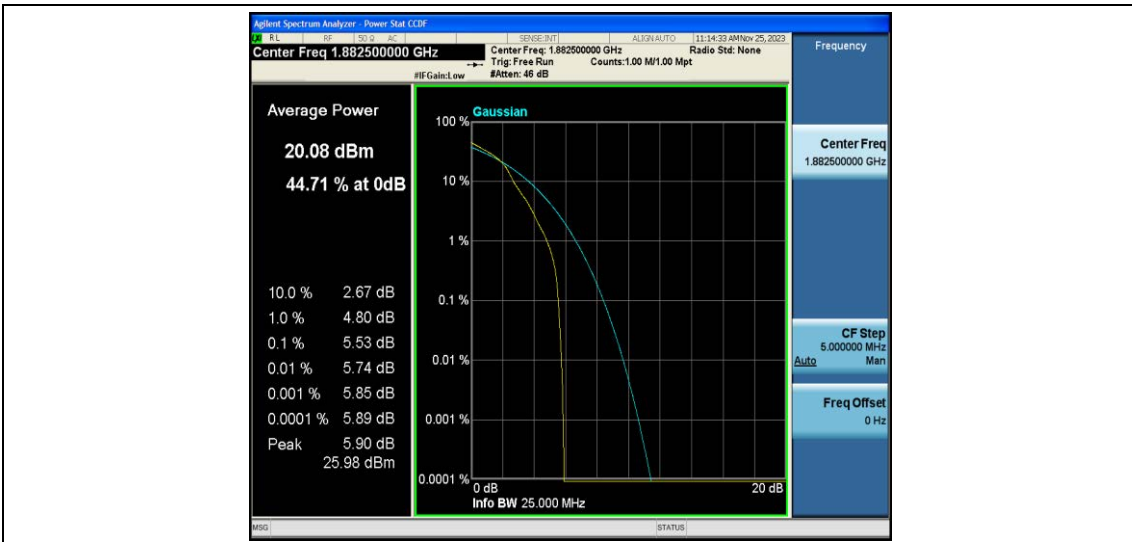 Agilent Spectrum Analyzer - Power Stat CCDF
LXI RL RF 50 Ω AC SENSE:INT ALIGN AUTO 11:14:33 AM Nov 25, 2023
Center Freq 1.882500000 GHz
Center Freq: 1.882500000 GHz Radio Std: None
Trig: Free Run Counts:1.00 M/1.00 Mpt
#IFGain:Low #Atten: 46 dB
Average Power
20.08 dBm
44.71 % at 0dB
10.0 % 2.67 dB
1.0 % 4.80 dB
0.1 % 5.53 dB
0.01 % 5.74 dB
0.001 % 5.85 dB
0.0001 % 5.89 dB
Peak 5.90 dB
25.98 dBm
Gaussian
100 %
10 %
1 %
0.1 %
0.01 %
0.001 %
0.0001 %
0 dB 20 dB
Info BW 25.000 MHz
Frequency
Center Freq
1.882500000 GHz
CF Step
5.000000 MHz
Auto Man
Freq Offset
0 Hz
MSG STATUS